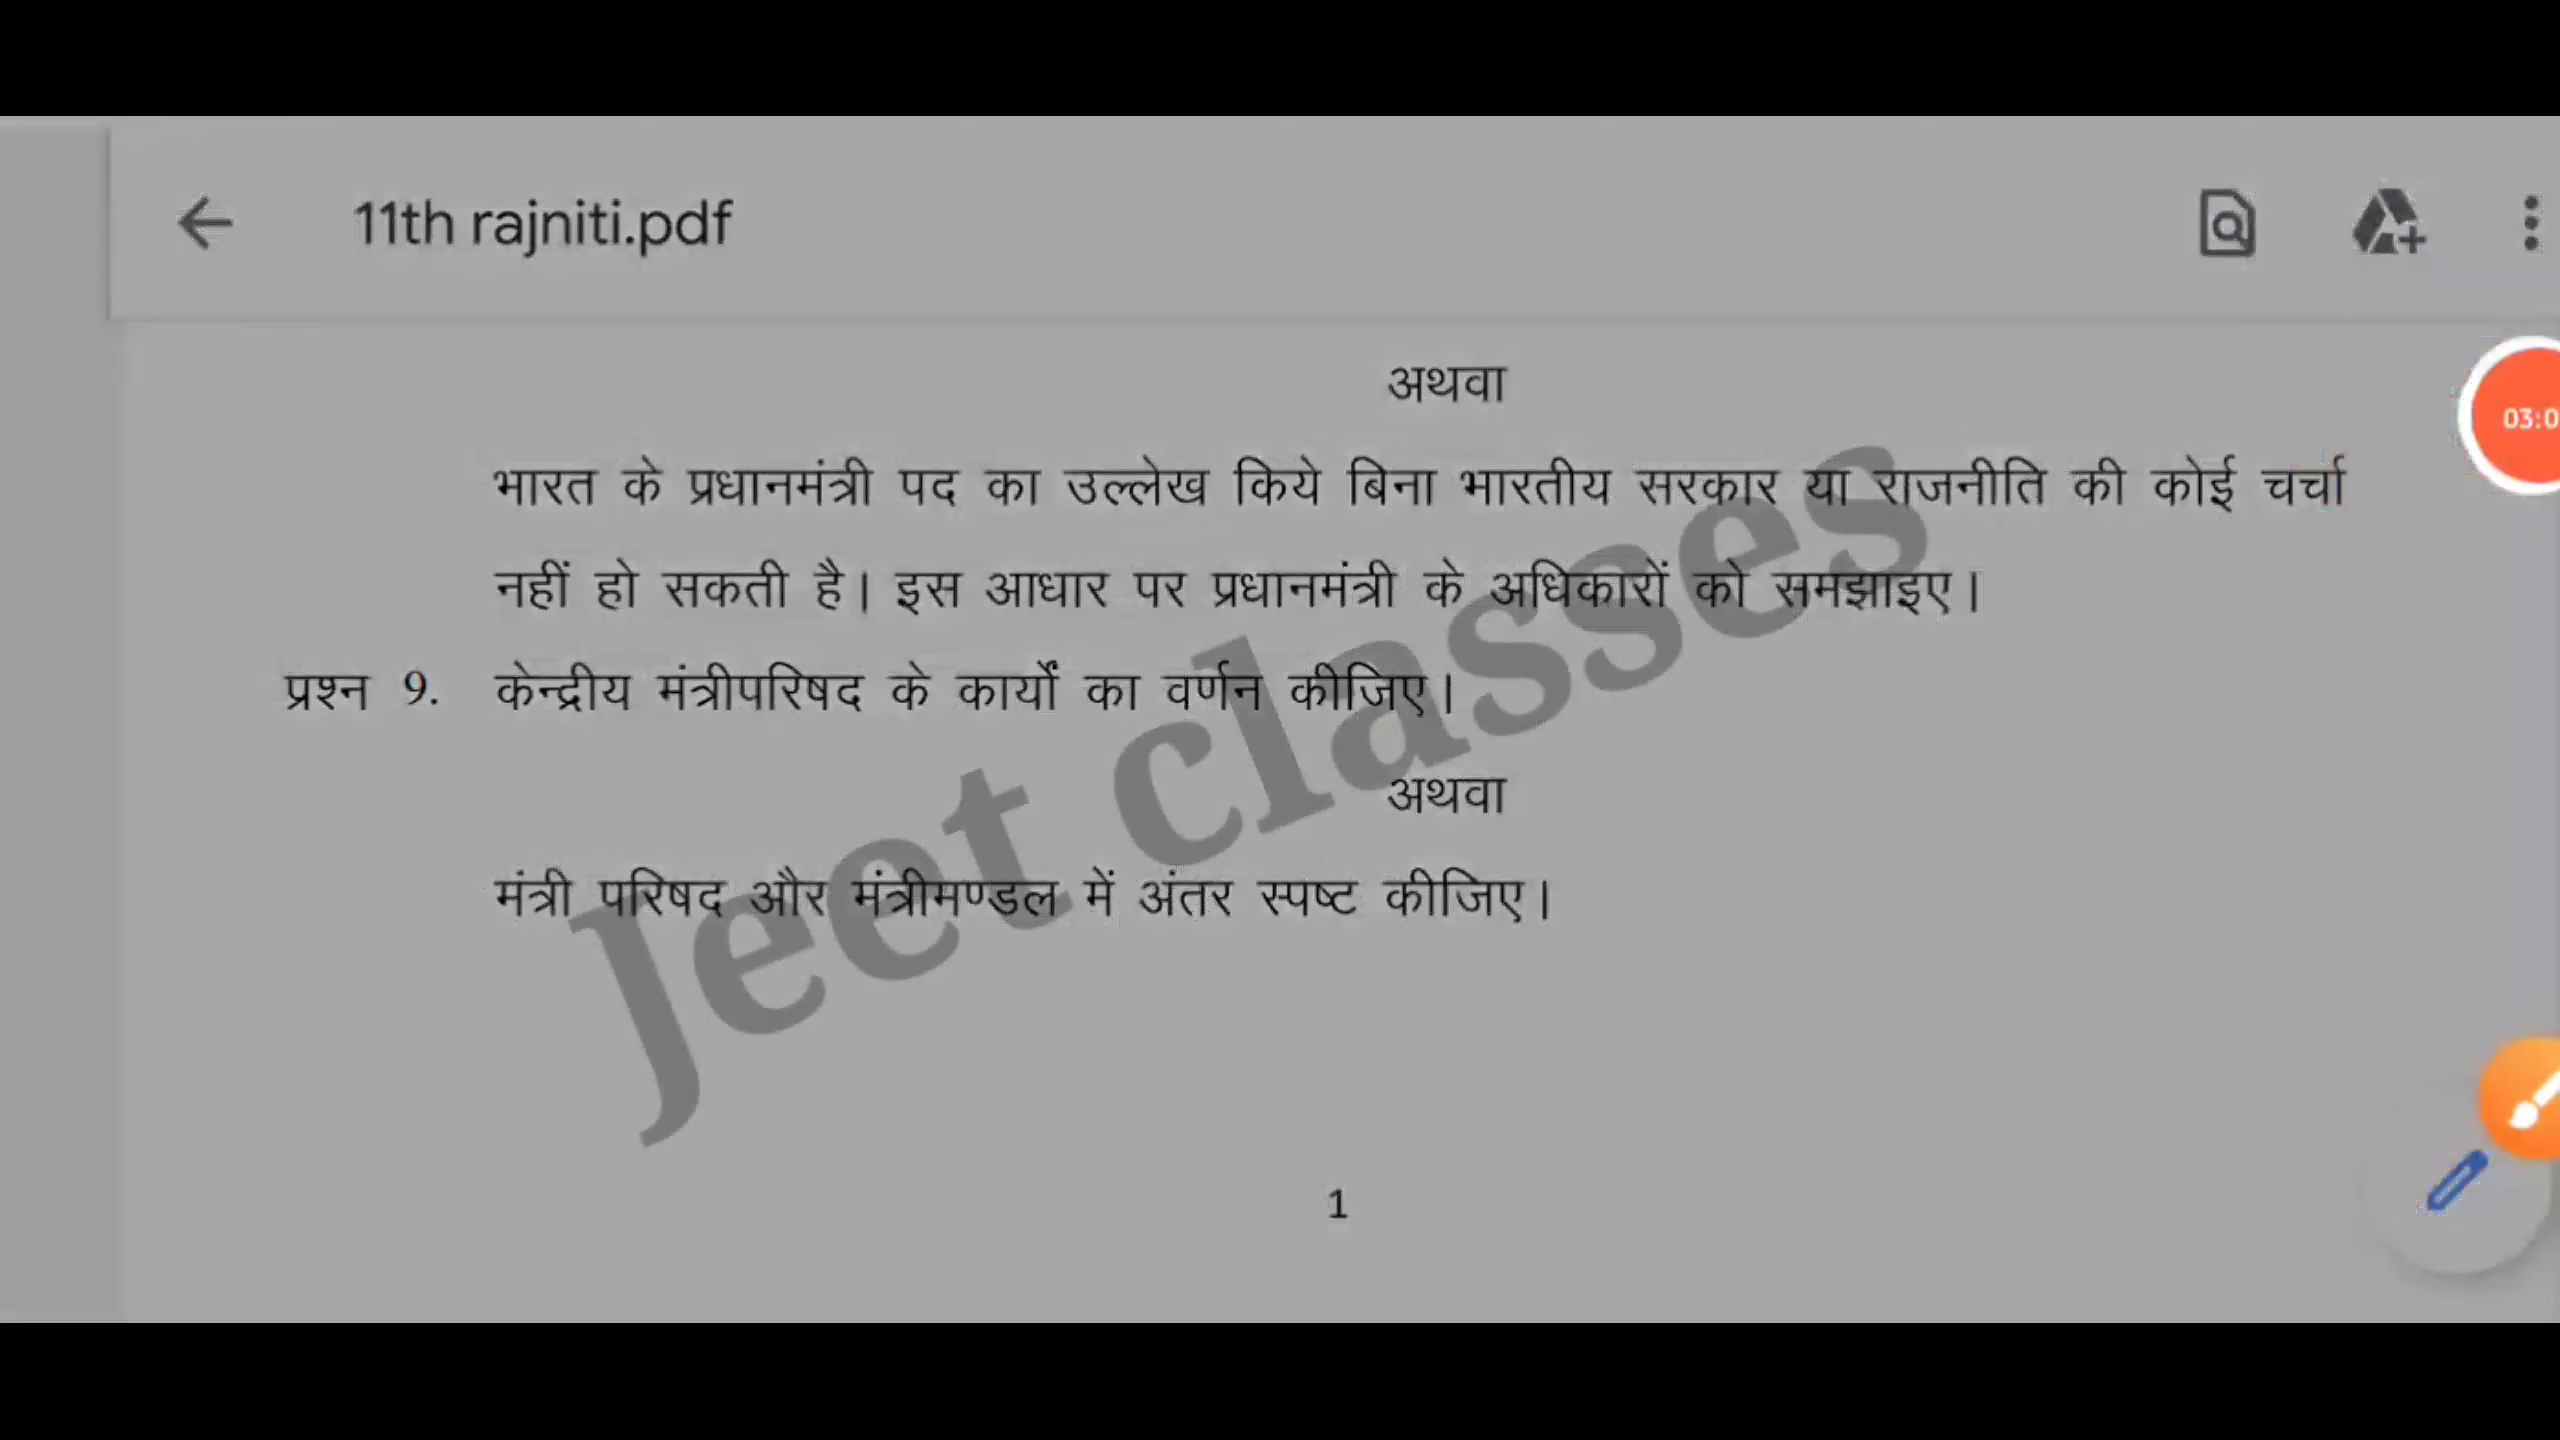 11th rajniti.pdf
03:0
अथवा
भारत के प्रधानमंत्री पद का उल्लेख किये बिना भारतीय सरकार या राजनीति की कोई चर्चा
नहीं हो सकती है। इस आधार पर प्रधानमंत्री के अधिकारों को समझाइए।
प्रश्न 9. केन्द्रीय मंत्रीपरिषद के कार्यों का वर्णन कीजिए।
अथवा
मंत्री परिषद और मंत्रीमण्डल में अंतर स्पष्ट कीजिए।
Jeet classes
1